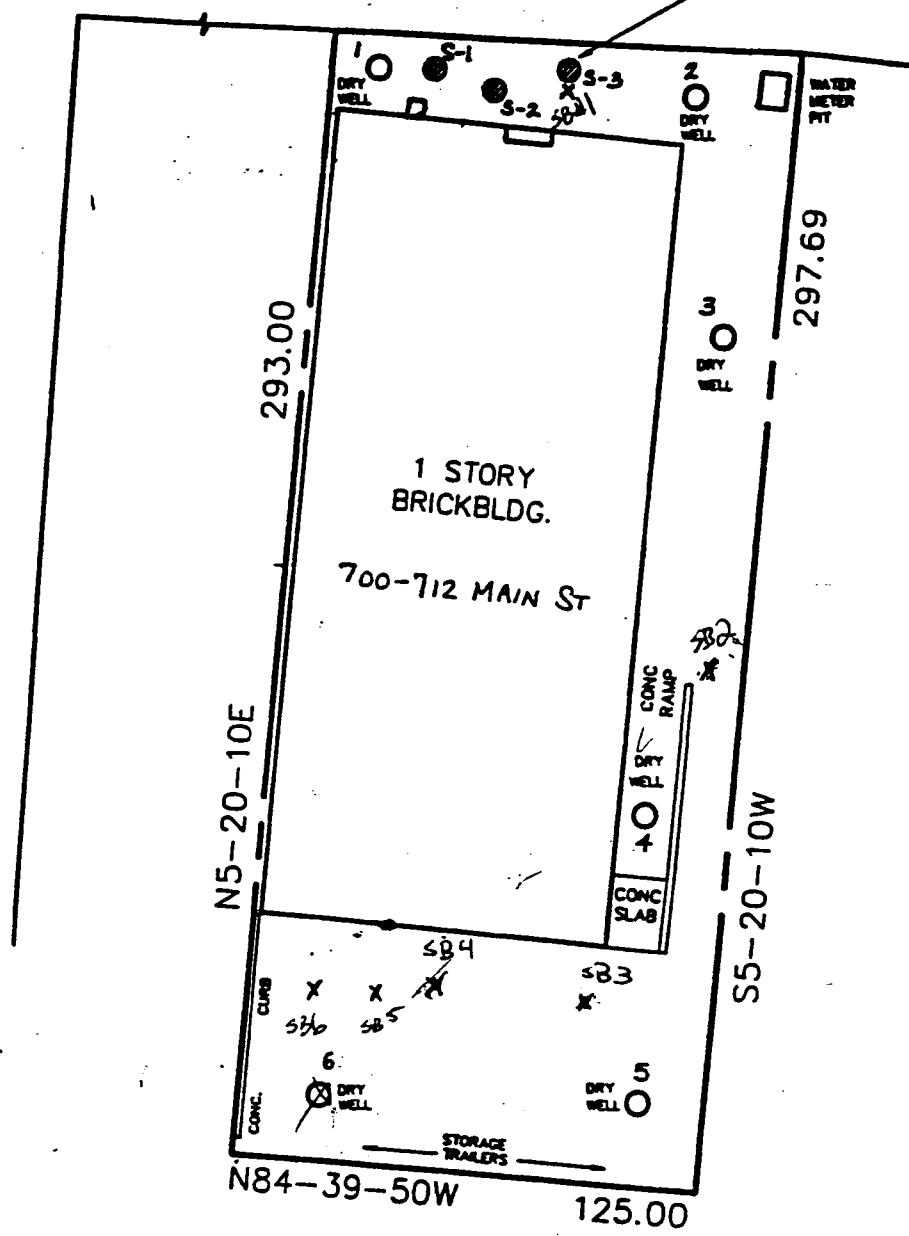 1
DRY
WELL
S-1
S-2
S-3
SB1
2
DRY
WELL
WATER
METER
PIT
293.00
297.69
3
DRY
WELL
1 STORY
BRICKBLDG.
700-712 MAIN ST
SB2
CONC
RAMP
DRY
WELL
4
CONC
SLAB
N5-20-10E
S5-20-10W
SB4
SB3
CURB
SB6
SB5
6
DRY
WELL
5
DRY
WELL
CONC.
STORAGE
TRAILERS
N84-39-50W
125.00